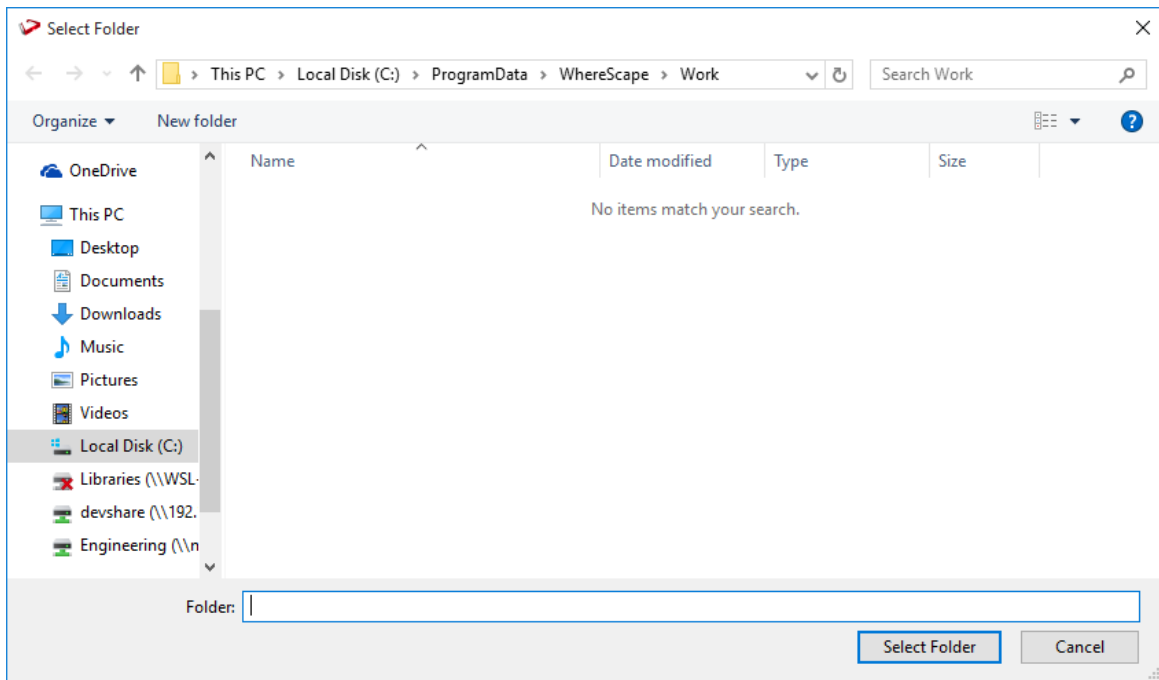 Select Folder
This PC > Local Disk (C:) > ProgramData > WhereScape > Work
Search Work
Organize
New folder
?
Name
Date modified
Type
Size
No items match your search.
OneDrive
This PC
Desktop
Documents
Downloads
Music
Pictures
Videos
Local Disk (C:)
Libraries (\\WSL-
devshare (\\192.
Engineering (\\n
Folder:
Select Folder
Cancel